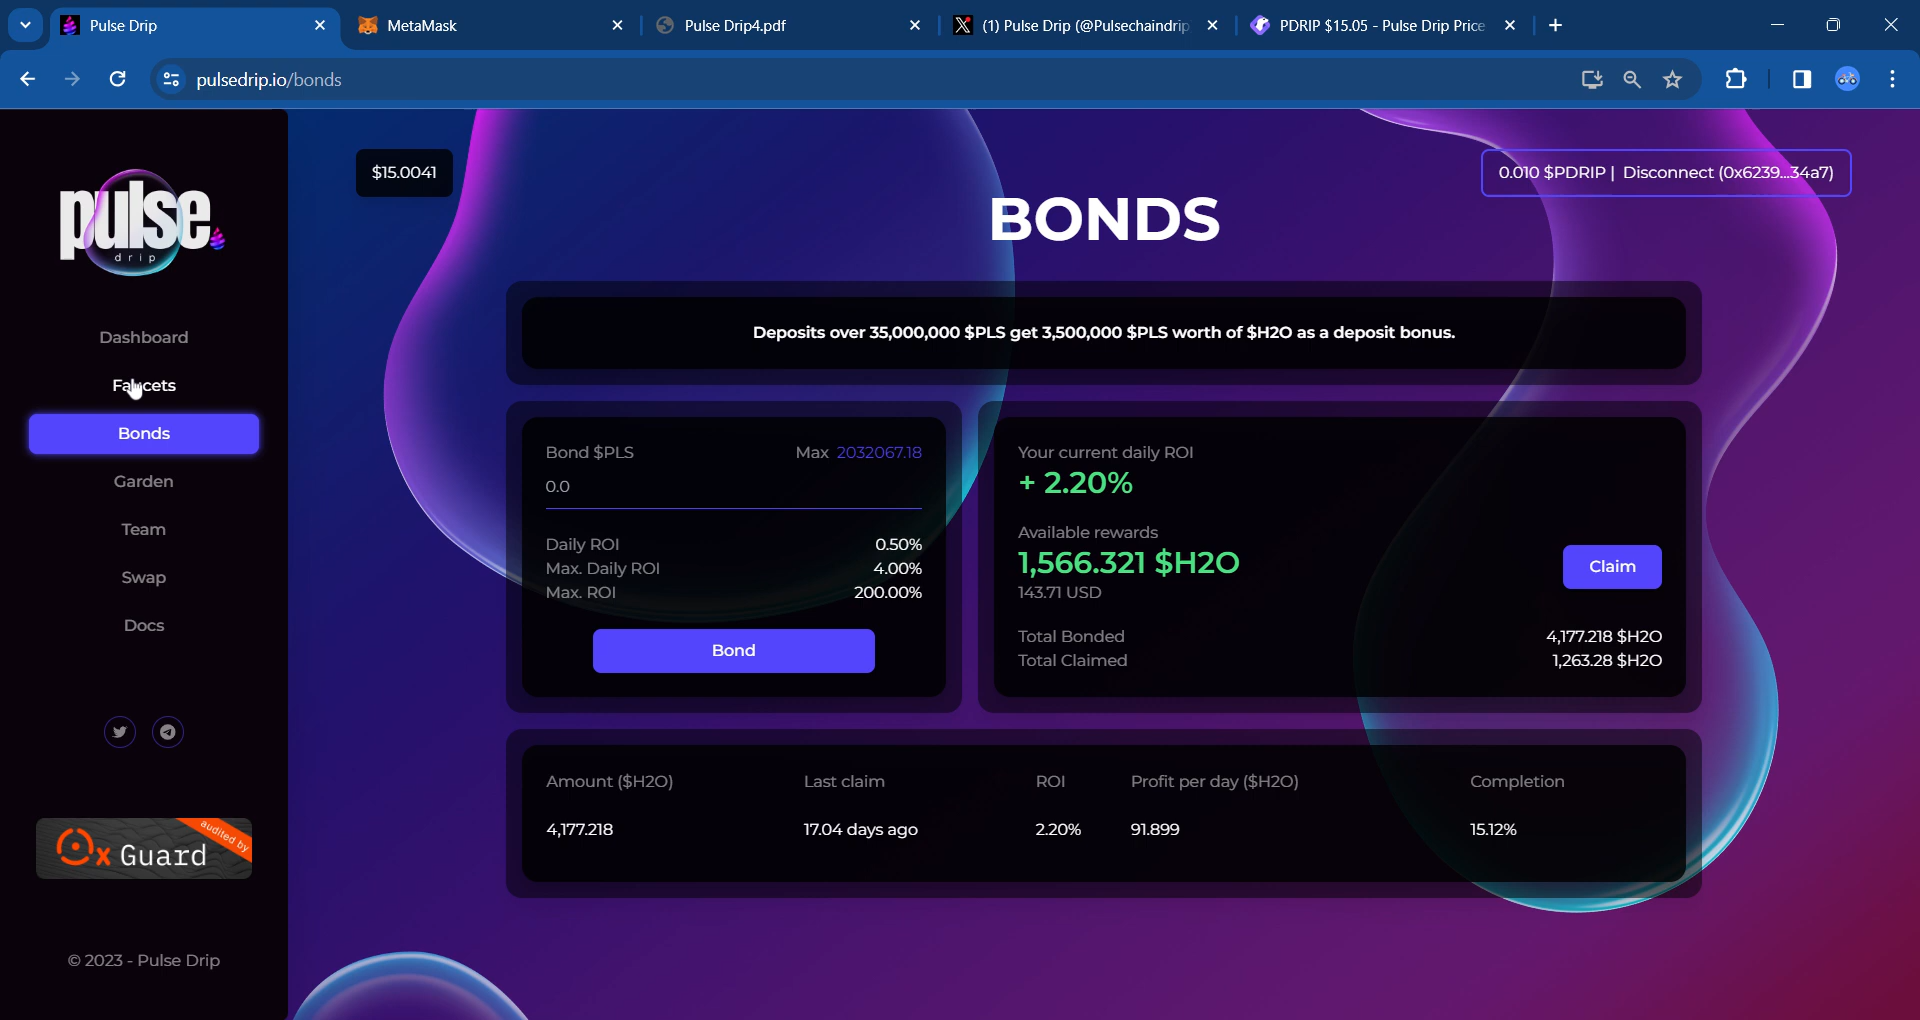 Pulse Drip
MetaMask
Pulse Drip4.pdf
(1) Pulse Drip (@Pulsechaindrip
PDRIP $15.05 - Pulse Drip Price
pulsedrip.io/bonds
pulse
drip
$15.0041
0.010 $PDRIP | Disconnect (0x6239...34a7)
BONDS
Dashboard
Faucets
Bonds
Garden
Team
Swap
Docs
Deposits over 35,000,000 $PLS get 3,500,000 $PLS worth of $H2O as a deposit bonus.
Bond $PLS
Max 2032067.18
0.0
Daily ROI 0.50%
Max. Daily ROI 4.00%
Max. ROI 200.00%
Bond
Your current daily ROI
+ 2.20%
Available rewards
1,566.321 $H2O
143.71 USD
Claim
Total Bonded 4,177.218 $H2O
Total Claimed 1,263.28 $H2O
Amount ($H2O) Last claim ROI Profit per day ($H2O) Completion
4,177.218 17.04 days ago 2.20% 91.899 15.12%
audited by
0x Guard
© 2023 - Pulse Drip